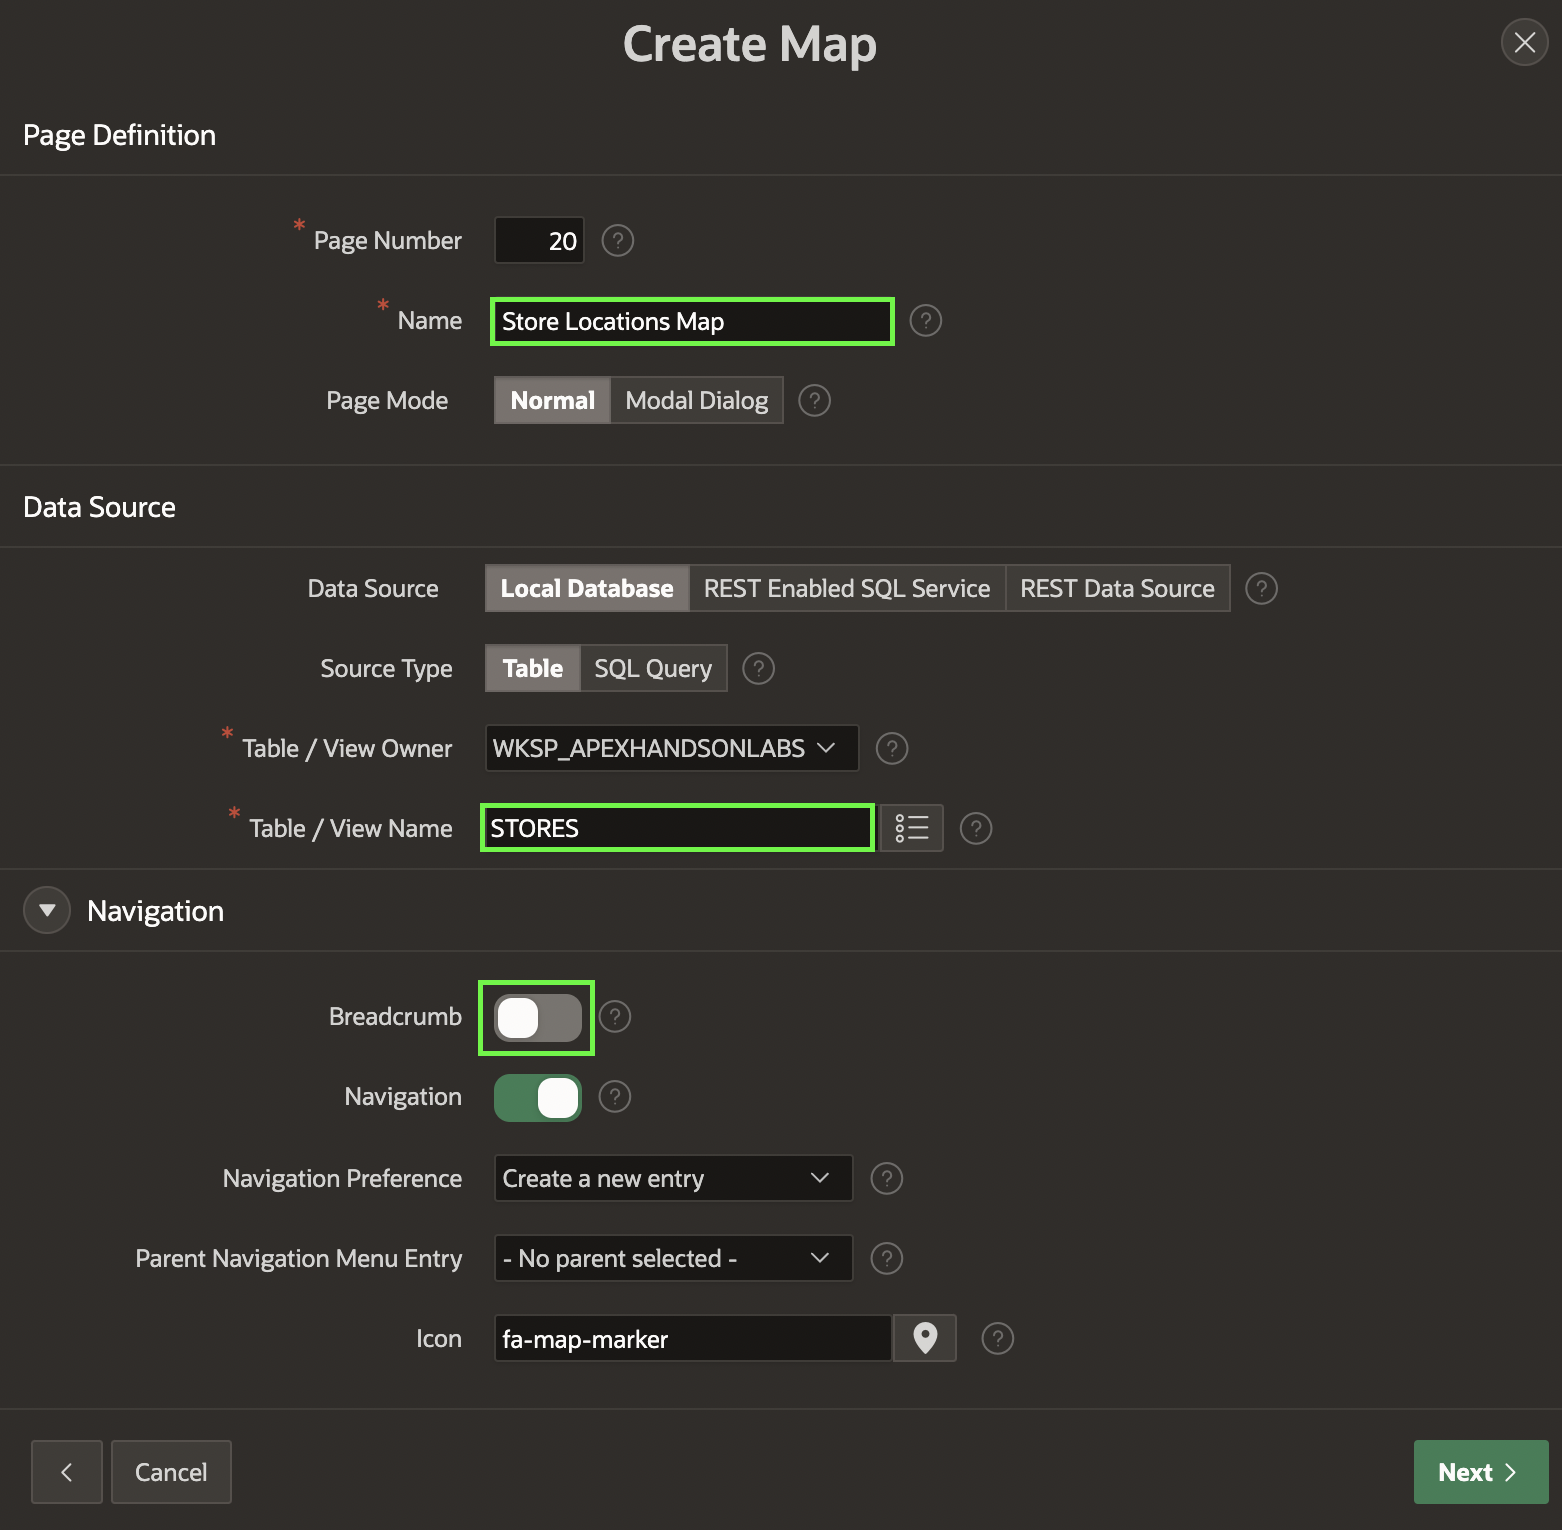 Create Map
Page Definition
* Page Number 20 ?
* Name Store Locations Map ?
Page Mode Normal Modal Dialog ?
Data Source
Data Source Local Database REST Enabled SQL Service REST Data Source ?
Source Type Table SQL Query ?
* Table / View Owner WKSP_APEXHANDSONLABS ?
* Table / View Name STORES ?
Navigation
Breadcrumb ?
Navigation ?
Navigation Preference Create a new entry ?
Parent Navigation Menu Entry - No parent selected - ?
Icon fa-map-marker ?
Cancel Next